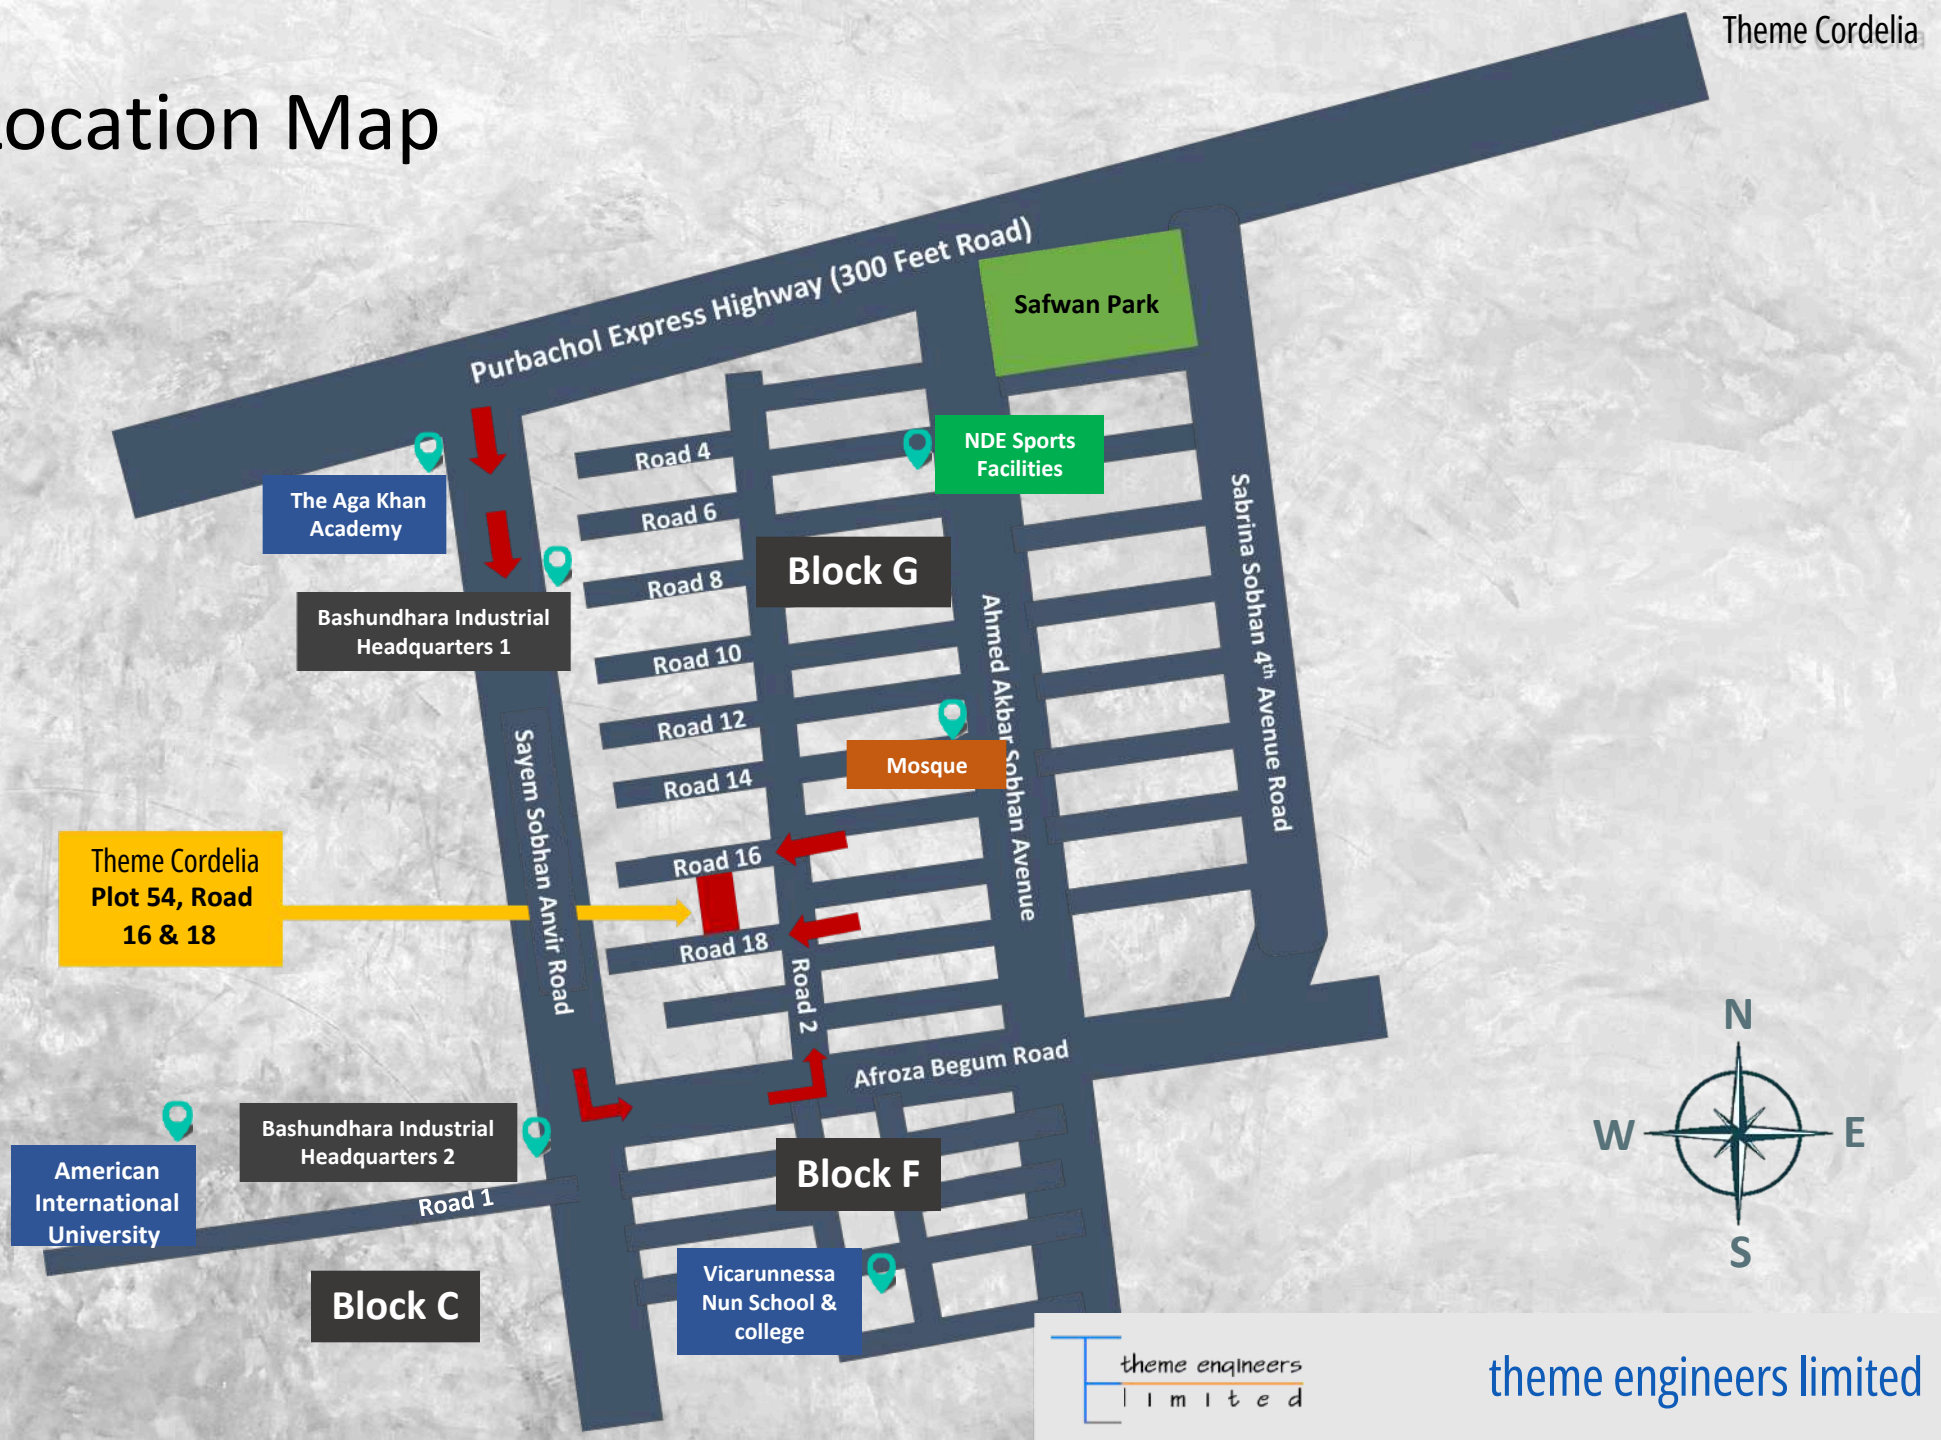 Theme Cordelia
Location Map
Purbachol Express Highway (300 Feet Road)
Safwan Park
The Aga Khan
Academy
Road 4
NDE Sports
Facilities
Road 6
Bashundhara Industrial
Headquarters 1
Road 8
Block G
Road 10
Road 12
Mosque
Road 14
Sayem Sobhan Anvir Road
Ahmed Akbar Sobhan Avenue
Sabrina Sobhan 4th Avenue Road
Theme Cordelia
Plot 54, Road
16 & 18
Road 16
Road 18
Road 2
Afroza Begum Road
Bashundhara Industrial
Headquarters 2
American
International
University
Road 1
Block F
Block C
Vicarunnessa
Nun School &
college
N
W
E
S
theme engineers
limited
theme engineers limited